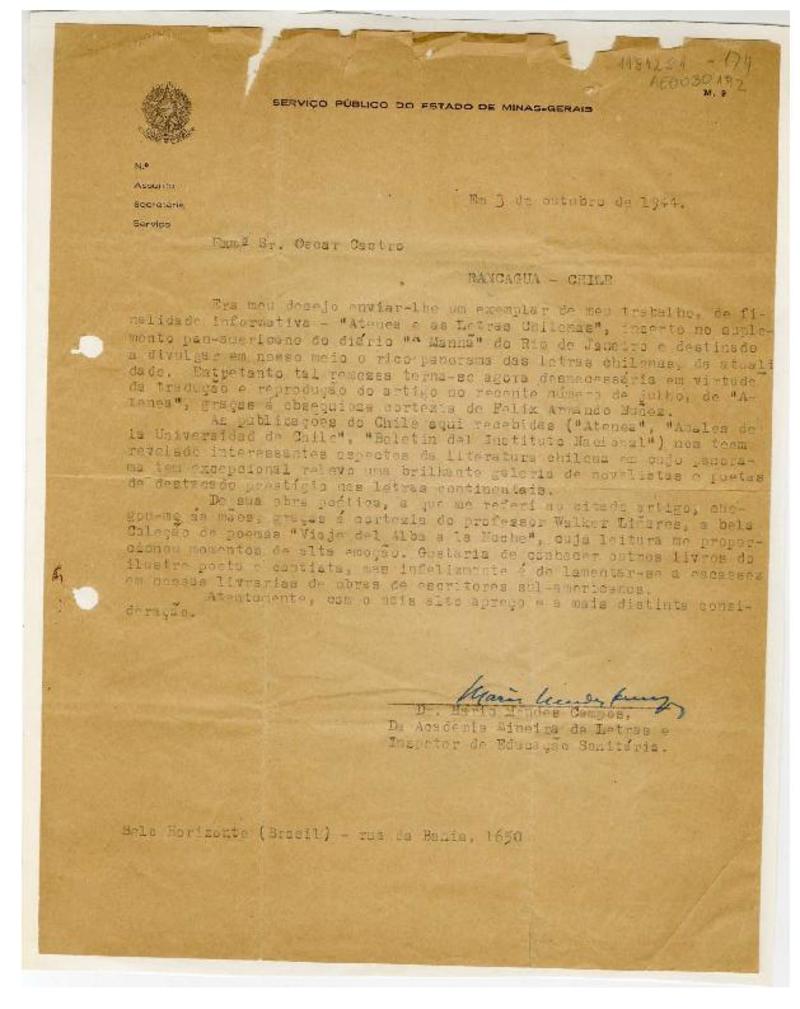 1184281 - 174
AE0030192
M. 9
SERVIÇO PÚBLICO DO ESTADO DE MINAS-GERAIS
N.º
Assunto
Secretaria
Serviço
Em 3 de outubro de 1944.
Exmº Sr. Oscar Castro
RANCAGUA - CHILE
Era meu desejo enviar-lhe um exemplar de meu trabalho, de fi-
nalidade informativa - "Atenea e as Letras Chilenas", inserto no suple-
mento pan-americano do diário "A Manhã" do Rio de Janeiro e destinado
a divulgar em nosso meio o rico panorama das letras chilenas, da atuali
dade. Entretanto tal remessa torna-se agora desnecessária em virtude
da tradução e reprodução do artigo no recente número de julho, de "A-
tenea", graças á obsequiosa cortezia de Felix Armando Nuñez.
As publicações do Chile aqui recebidas ("Atenea", "Anales de
la Universidad de Chile", "Boletin del Instituto Nacional") nos teem
revelado interessantes aspectos da literatura chilena em cujo panora-
ma tem excepcional relevo uma brilhante galeria de novelistas e poetas
de destacado prestígio nas letras continentais.
De sua obra poética, a que me referi no citado artigo, che-
gou-me ás mãos, graças á cortezia do professor Walker Liñares, a bela
Coleção de poemas "Viaje del Alba a la Noche", cuja leitura me propor-
cionou momentos de alta emoção. Gostaria de conhecer outros livros do
ilustre poeta e contista, mas infelizmente é de lamentar-se a escassez
em nossas livrarias de obras de escritores sul-americanos.
Atentamente, com o mais alto apreço e a mais distinta consi-
deração.
Dr. Mário Mendes Campos,
Da Academia Mineira de Letras e
Inspetor de Educação Sanitária.
Belo Horizonte (Brasil) - rua da Bahia, 1650